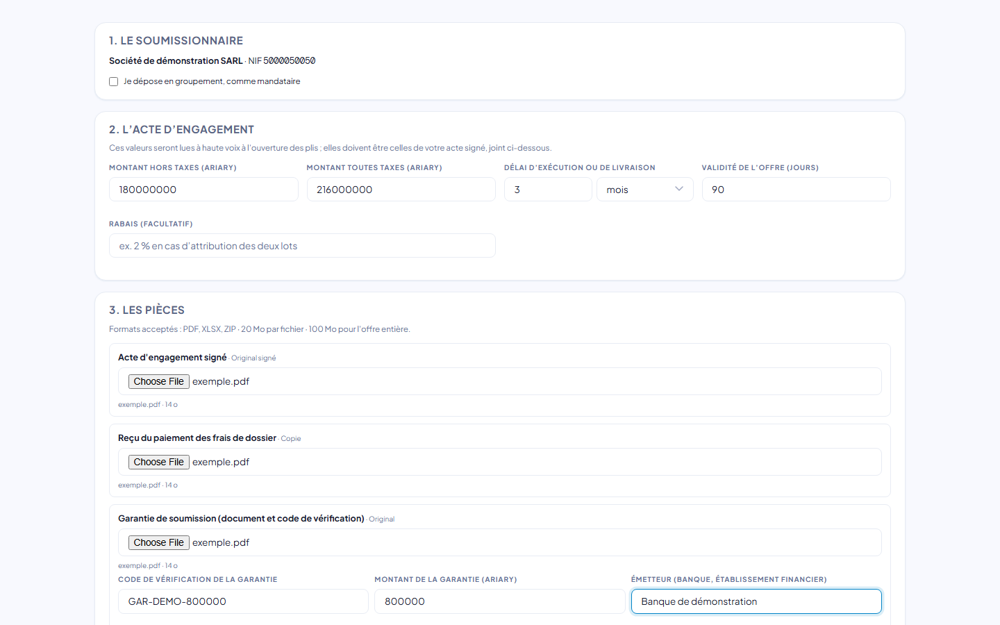 1. LE SOUMISSIONNAIRE
Société de démonstration SARL · NIF 5000050050
Je dépose en groupement, comme mandataire
2. L’ACTE D’ENGAGEMENT
Ces valeurs seront lues à haute voix à l’ouverture des plis ; elles doivent être celles de votre acte signé, joint ci-dessous.
MONTANT HORS TAXES (ARIARY) MONTANT TOUTES TAXES (ARIARY) DÉLAI D’EXÉCUTION OU DE LIVRAISON VALIDITÉ DE L’OFFRE (JOURS)
180000000 216000000 3 mois 90
RABAIS (FACULTATIF)
ex. 2 % en cas d’attribution des deux lots
3. LES PIÈCES
Formats acceptés : PDF, XLSX, ZIP · 20 Mo par fichier · 100 Mo pour l’offre entière.
Acte d'engagement signé · Original signé
Choose File exemple.pdf
exemple.pdf · 14 o
Reçu du paiement des frais de dossier · Copie
Choose File exemple.pdf
exemple.pdf · 14 o
Garantie de soumission (document et code de vérification) · Original
Choose File exemple.pdf
exemple.pdf · 14 o
CODE DE VÉRIFICATION DE LA GARANTIE MONTANT DE LA GARANTIE (ARIARY) ÉMETTEUR (BANQUE, ÉTABLISSEMENT FINANCIER)
GAR-DEMO-800000 800000 Banque de démonstration